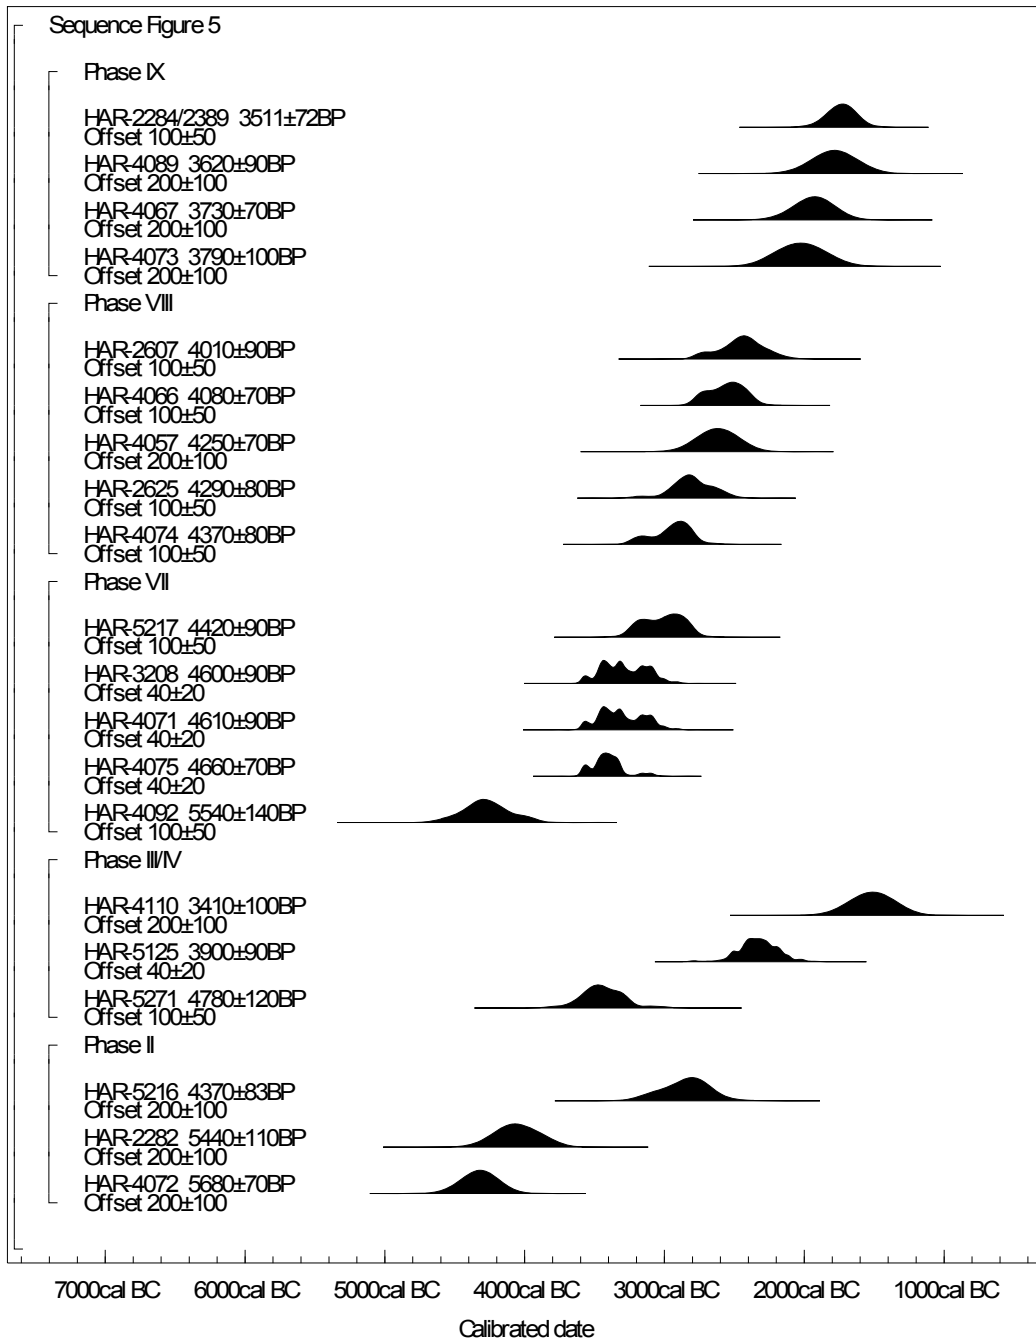 Sequence Figure 5
Phase IX
HAR-2284/2389 3511±72BP
Offset 100±50
HAR-4089 3620±90BP
Offset 200±100
HAR-4067 3730±70BP
Offset 200±100
HAR-4073 3790±100BP
Offset 200±100
Phase VIII
HAR-2607 4010±90BP
Offset 100±50
HAR-4066 4080±70BP
Offset 100±50
HAR-4057 4250±70BP
Offset 200±100
HAR-2625 4290±80BP
Offset 100±50
HAR-4074 4370±80BP
Offset 100±50
Phase VII
HAR-5217 4420±90BP
Offset 100±50
HAR-3208 4600±90BP
Offset 40±20
HAR-4071 4610±90BP
Offset 40±20
HAR-4075 4660±70BP
Offset 40±20
HAR-4092 5540±140BP
Offset 100±50
Phase III/IV
HAR-4110 3410±100BP
Offset 200±100
HAR-5125 3900±90BP
Offset 40±20
HAR-5271 4780±120BP
Offset 100±50
Phase II
HAR-5216 4370±83BP
Offset 200±100
HAR-2282 5440±110BP
Offset 200±100
HAR-4072 5680±70BP
Offset 200±100
7000cal BC 6000cal BC 5000cal BC 4000cal BC 3000cal BC 2000cal BC 1000cal BC
Calibrated date